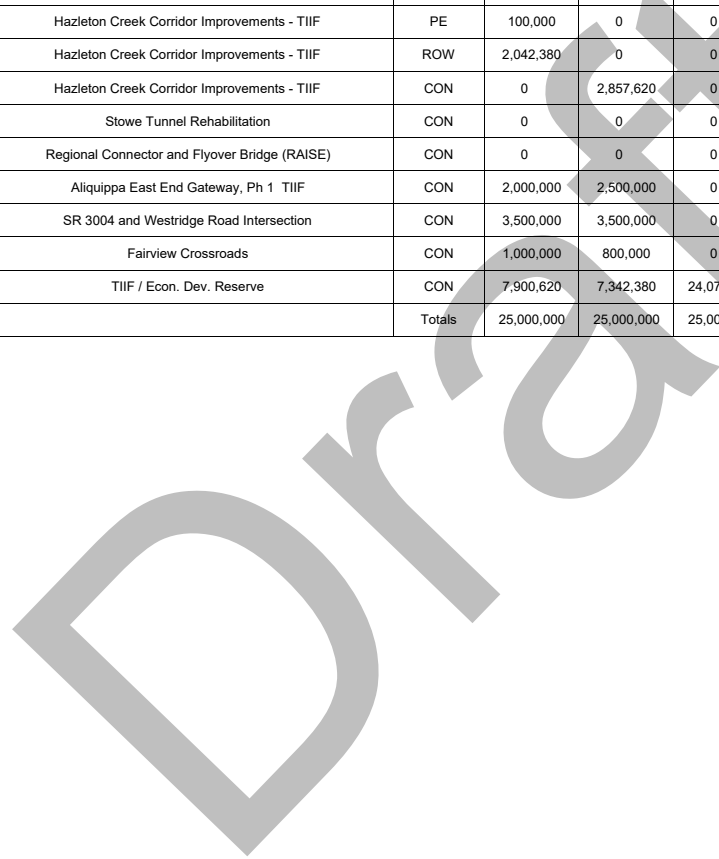 Hazleton Creek Corridor Improvements - TIIF PE 100,000 0 0
Hazleton Creek Corridor Improvements - TIIF ROW 2,042,380 0 0
Hazleton Creek Corridor Improvements - TIIF CON 0 2,857,620 0
Stowe Tunnel Rehabilitation CON 0 0 0
Regional Connector and Flyover Bridge (RAISE) CON 0 0 0
Aliquippa East End Gateway, Ph 1 TIIF CON 2,000,000 2,500,000 0
SR 3004 and Westridge Road Intersection CON 3,500,000 3,500,000 0
Fairview Crossroads CON 1,000,000 800,000 0
TIIF / Econ. Dev. Reserve CON 7,900,620 7,342,380 24,07
Totals 25,000,000 25,000,000 25,00
Draft